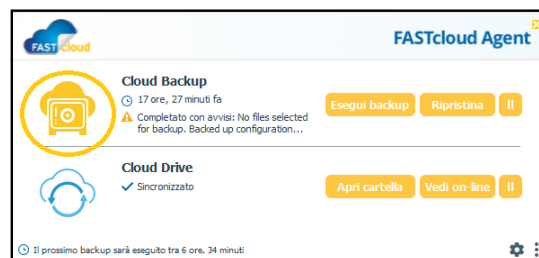 FASTcloud
FASTcloud Agent
Cloud Backup
17 ore, 27 minuti fa
Completato con avvisi: No files selected
for backup. Backed up configuration...
Esegui backup Ripristina II
Cloud Drive
Sincronizzato
Apri cartella Vedi on-line II
Il prossimo backup sarà eseguito tra 6 ore, 34 minuti